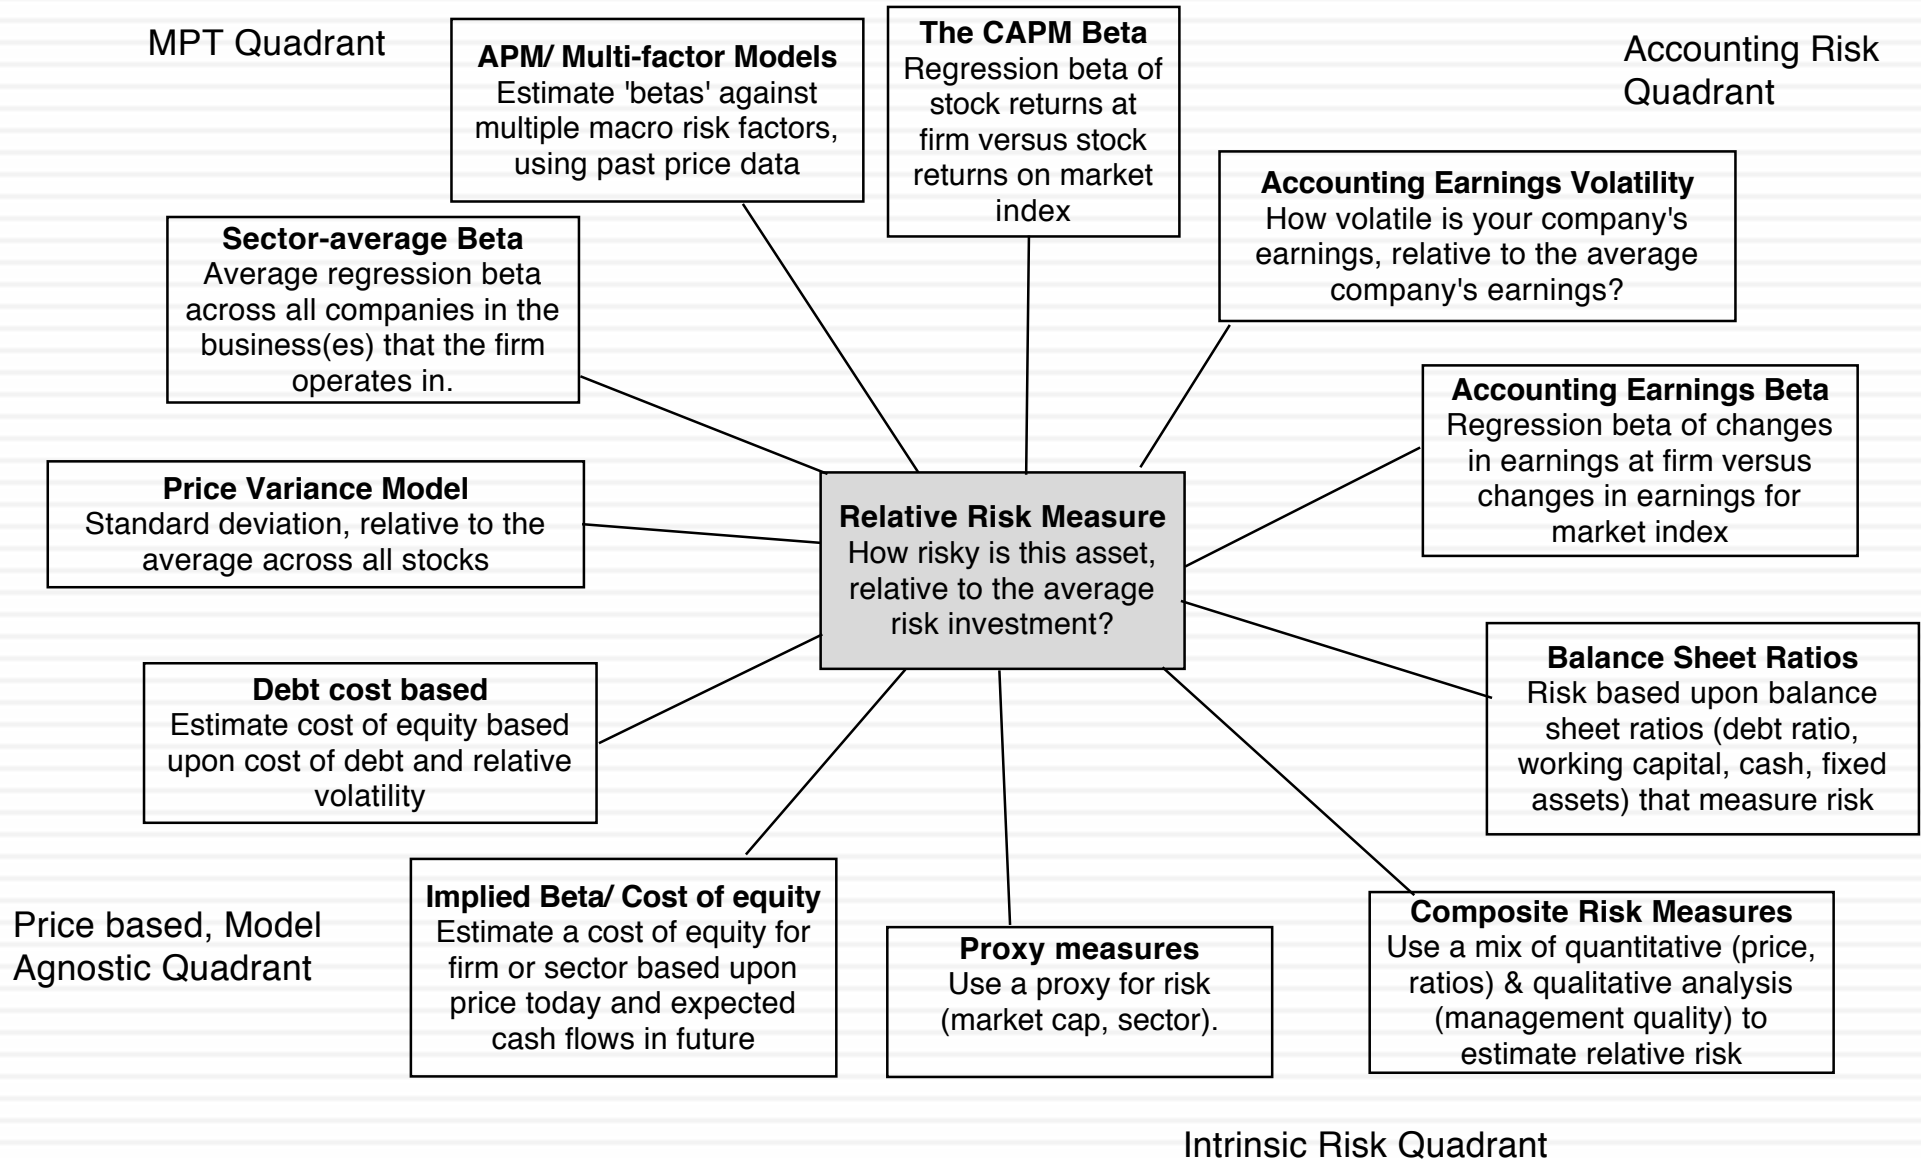 MPT Quadrant
APM/ Multi-factor Models
Estimate 'betas' against
multiple macro risk factors,
using past price data
The CAPM Beta
Regression beta of
stock returns at
firm versus stock
returns on market
index
Accounting Risk
Quadrant
Accounting Earnings Volatility
How volatile is your company's
earnings, relative to the average
company's earnings?
Sector-average Beta
Average regression beta
across all companies in the
business(es) that the firm
operates in.
Accounting Earnings Beta
Regression beta of changes
in earnings at firm versus
changes in earnings for
market index
Price Variance Model
Standard deviation, relative to the
average across all stocks
Relative Risk Measure
How risky is this asset,
relative to the average
risk investment?
Balance Sheet Ratios
Risk based upon balance
sheet ratios (debt ratio,
working capital, cash, fixed
assets) that measure risk
Debt cost based
Estimate cost of equity based
upon cost of debt and relative
volatility
Price based, Model
Agnostic Quadrant
Implied Beta/ Cost of equity
Estimate a cost of equity for
firm or sector based upon
price today and expected
cash flows in future
Proxy measures
Use a proxy for risk
(market cap, sector).
Composite Risk Measures
Use a mix of quantitative (price,
ratios) & qualitative analysis
(management quality) to
estimate relative risk
Intrinsic Risk Quadrant